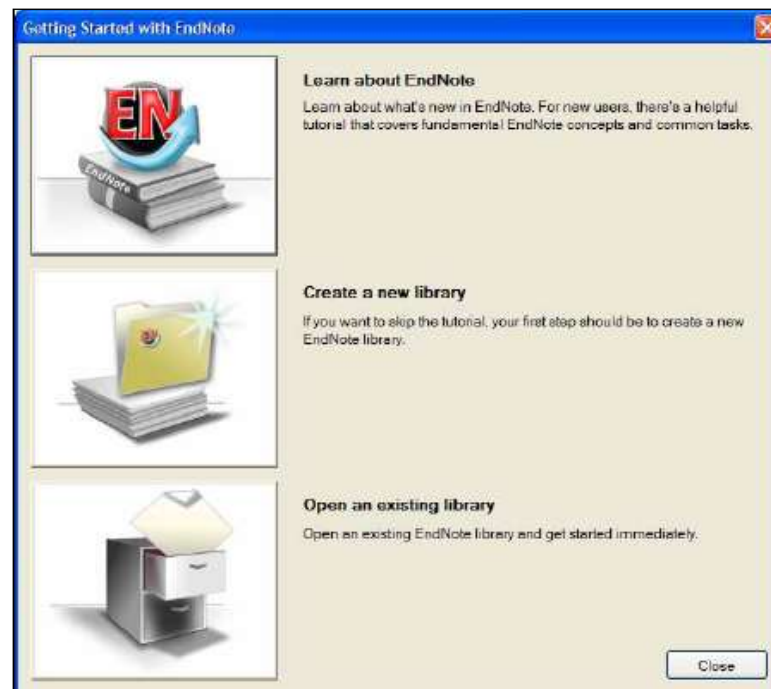 Getting Started with EndNote
EN
EndNote
Learn about EndNote
Learn about what's new in EndNote. For new users, there's a helpful
tutorial that covers fundamental EndNote concepts and common tasks.
Create a new library
If you want to skip the tutorial, your first step should be to create a new
EndNote library.
Open an existing library
Open an existing EndNote library and get started immediately.
Close